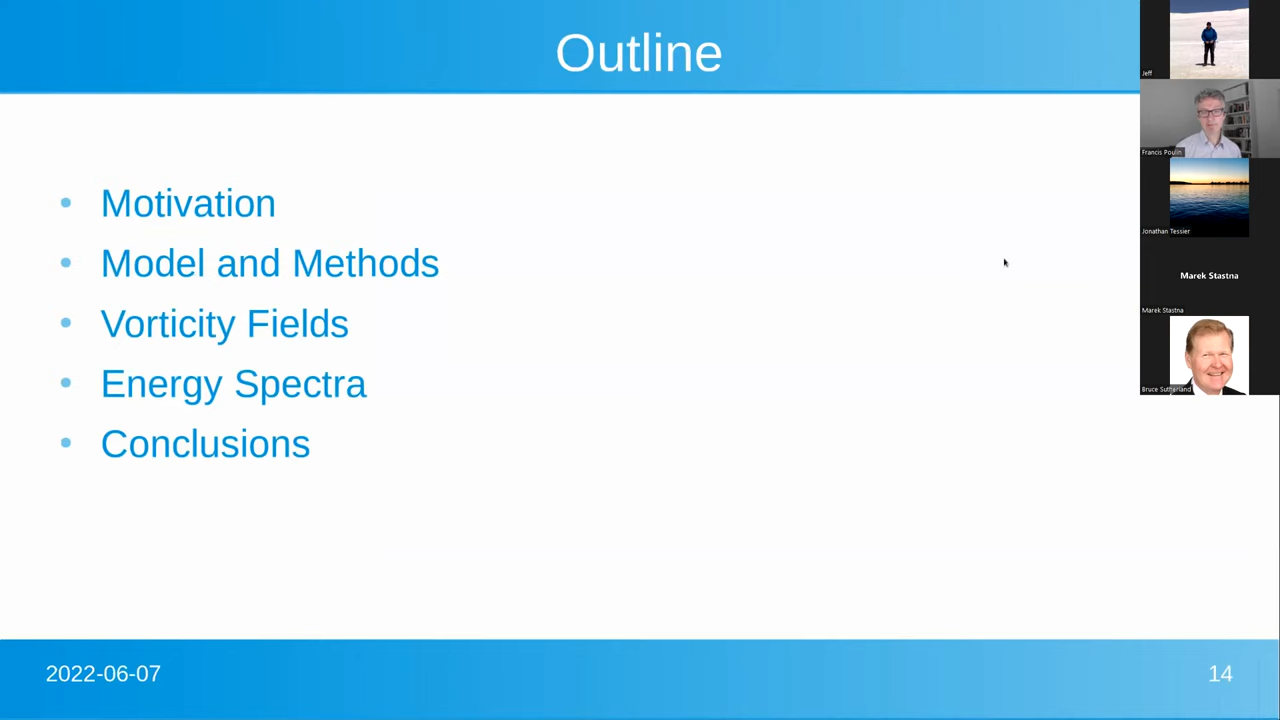 Outline
Motivation
Model and Methods
Vorticity Fields
Energy Spectra
Conclusions
2022-06-07
14
Jeff
Francis Poulin
Jonathan Tessier
Marek Stastna
Marek Stastna
Bruce Sutherland